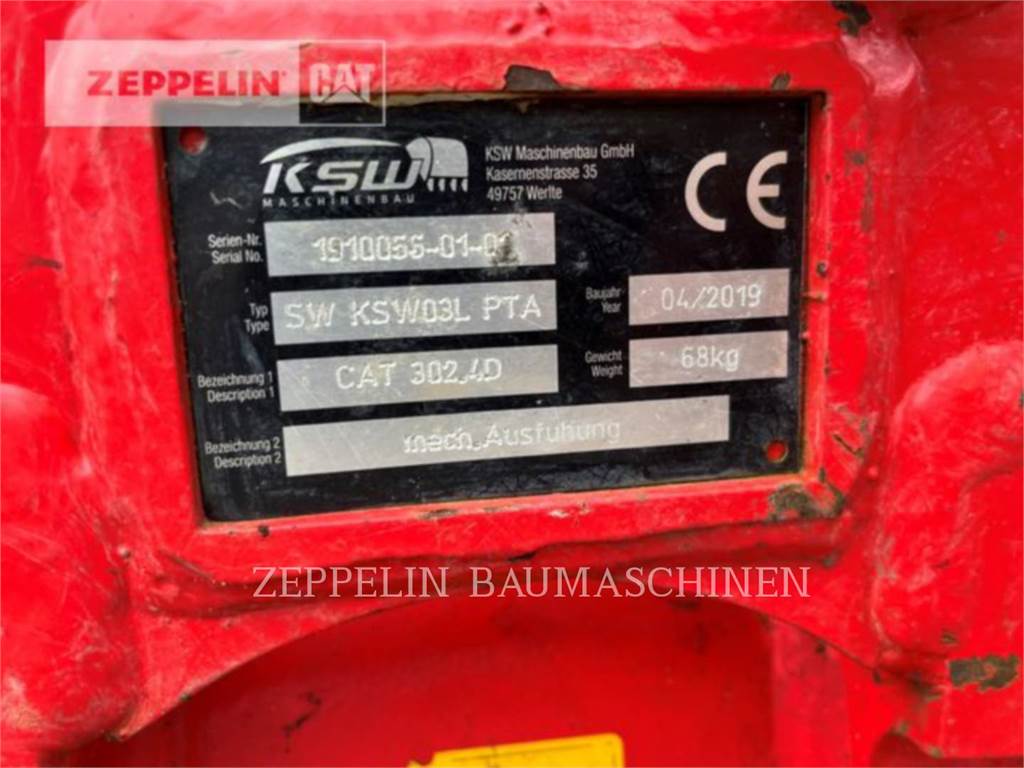 ZEPPELIN CAT
KSW
MASCHINENBAU
KSW Maschinenbau GmbH
Kasernenstrasse 35
49757 Werlte
CE
Serien-Nr.
Serial No.
Typ
Type
SW KSW03L PTA
Baujahr
Year
04/2019
Bezeichnung 1
Description 1
CAT 302.4D
Gewicht
Weight
68kg
Bezeichnung 2
Description 2
mech.Ausfuhung
ZEPPELIN BAUMASCHINEN